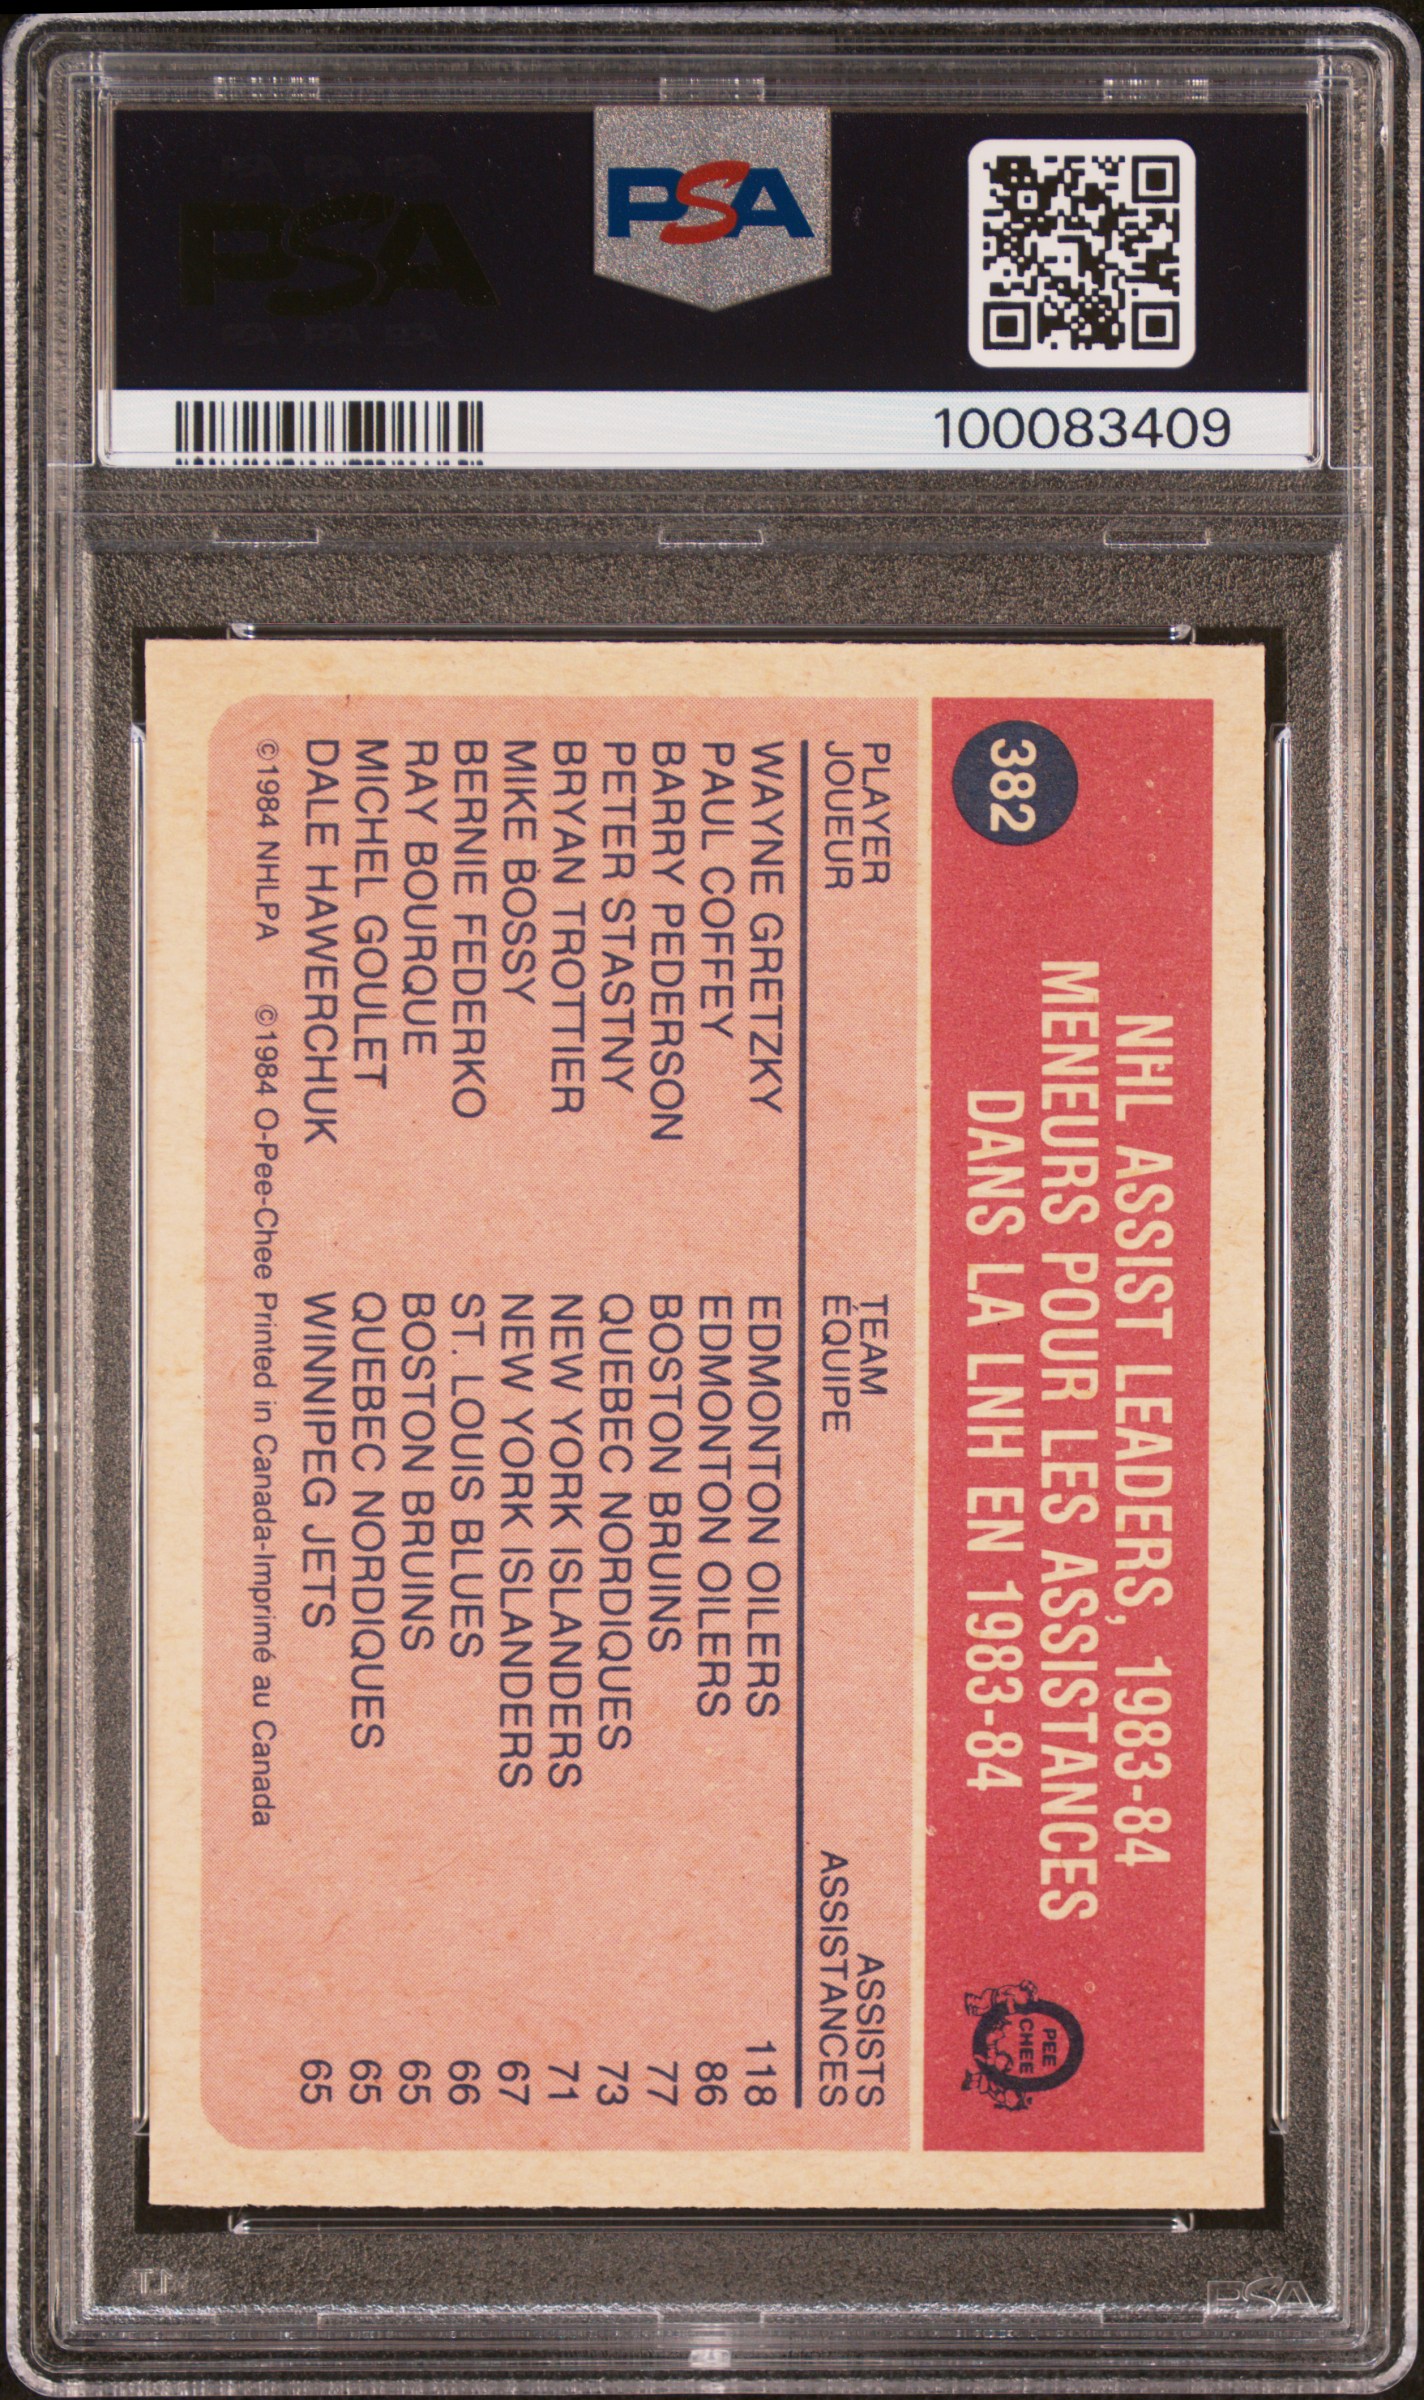 PSA
PSA
100083409
382
NHL ASSIST LEADERS, 1983-84
MENEURS POUR LES ASSISTANCES
DANS LA LNH EN 1983-84
O
PEE
CHEE
PLAYER TEAM ASSISTS
JOUEUR ÉQUIPE ASSISTANCES
WAYNE GRETZKY EDMONTON OILERS 118
PAUL COFFEY EDMONTON OILERS 86
BARRY PEDERSON BOSTON BRUINS 77
PETER STASTNY QUEBEC NORDIQUES 73
BRYAN TROTTIER NEW YORK ISLANDERS 71
MIKE BOSSY NEW YORK ISLANDERS 67
BERNIE FEDERKO ST. LOUIS BLUES 66
RAY BOURQUE BOSTON BRUINS 65
MICHEL GOULET QUEBEC NORDIQUES 65
DALE HAWERCHUK WINNIPEG JETS 65
©1984 NHLPA ©1984 O-Pee-Chee Printed in Canada-Imprimé au Canada
PSA